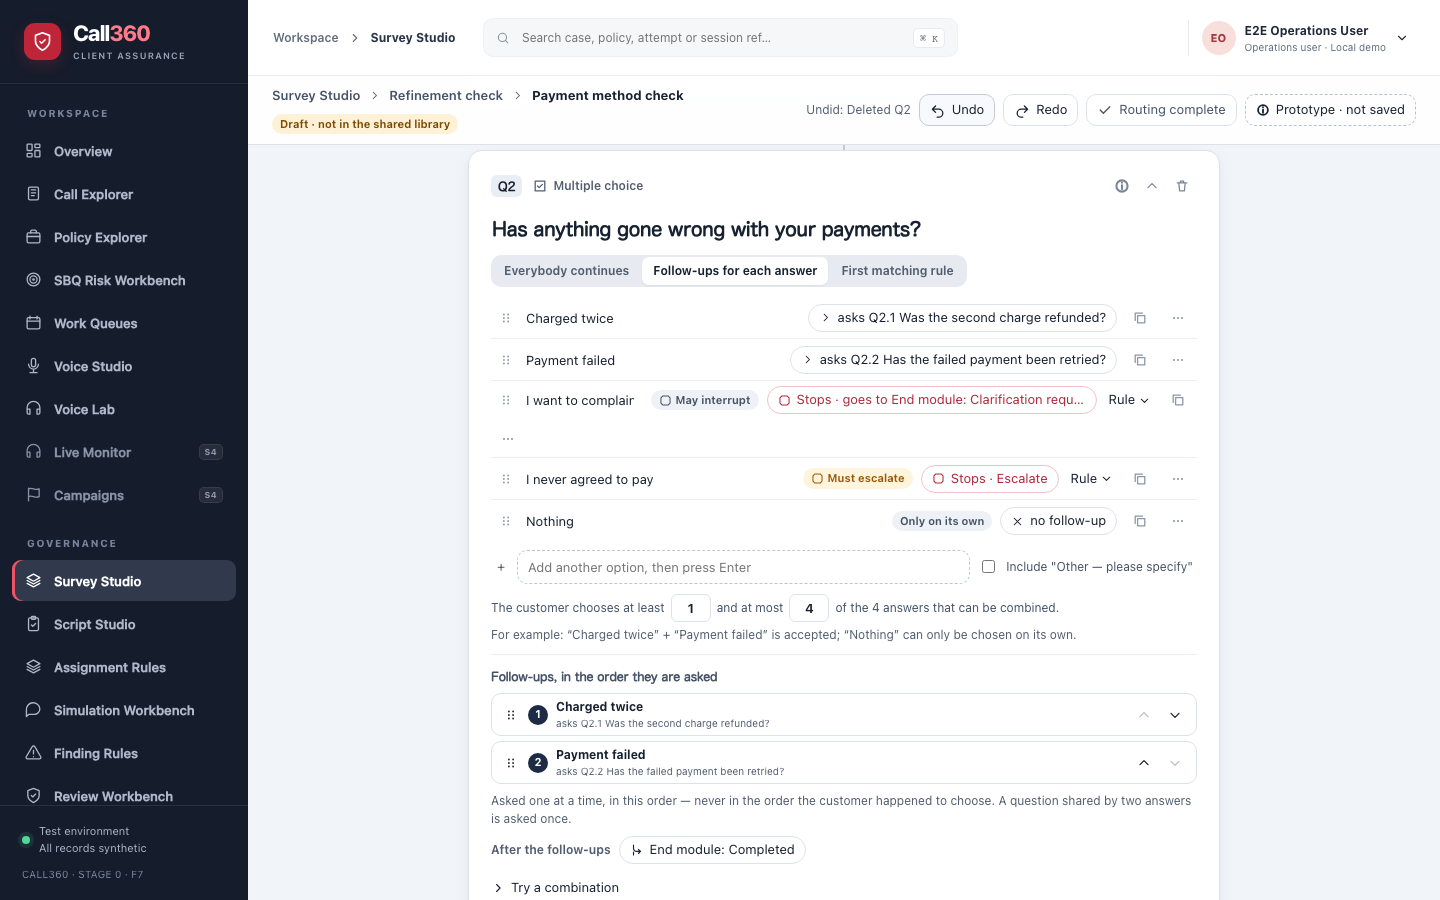 Call360
CLIENT ASSURANCE
WORKSPACE
Overview
Call Explorer
Policy Explorer
SBQ Risk Workbench
Work Queues
Voice Studio
Voice Lab
Live Monitor S4
Campaigns S4
GOVERNANCE
Survey Studio
Script Studio
Assignment Rules
Simulation Workbench
Finding Rules
Review Workbench
Test environment
All records synthetic
CALL360 · STAGE 0 · F7
Workspace > Survey Studio
Search case, policy, attempt or session ref...
⌘ K
EO
E2E Operations User
Operations user · Local demo
Survey Studio > Refinement check > Payment method check
Draft · not in the shared library
Undid: Deleted Q2
Undo
Redo
Routing complete
Prototype · not saved
Q2 Multiple choice
Has anything gone wrong with your payments?
Everybody continues Follow-ups for each answer First matching rule
Charged twice asks Q2.1 Was the second charge refunded?
Payment failed asks Q2.2 Has the failed payment been retried?
I want to complain May interrupt Stops · goes to End module: Clarification requ... Rule
...
I never agreed to pay Must escalate Stops · Escalate Rule
Nothing Only on its own no follow-up
+ Add another option, then press Enter Include "Other — please specify"
The customer chooses at least 1 and at most 4 of the 4 answers that can be combined.
For example: “Charged twice” + “Payment failed” is accepted; “Nothing” can only be chosen on its own.
Follow-ups, in the order they are asked
1 Charged twice
asks Q2.1 Was the second charge refunded?
2 Payment failed
asks Q2.2 Has the failed payment been retried?
Asked one at a time, in this order — never in the order the customer happened to choose. A question shared by two answers
is asked once.
After the follow-ups End module: Completed
Try a combination